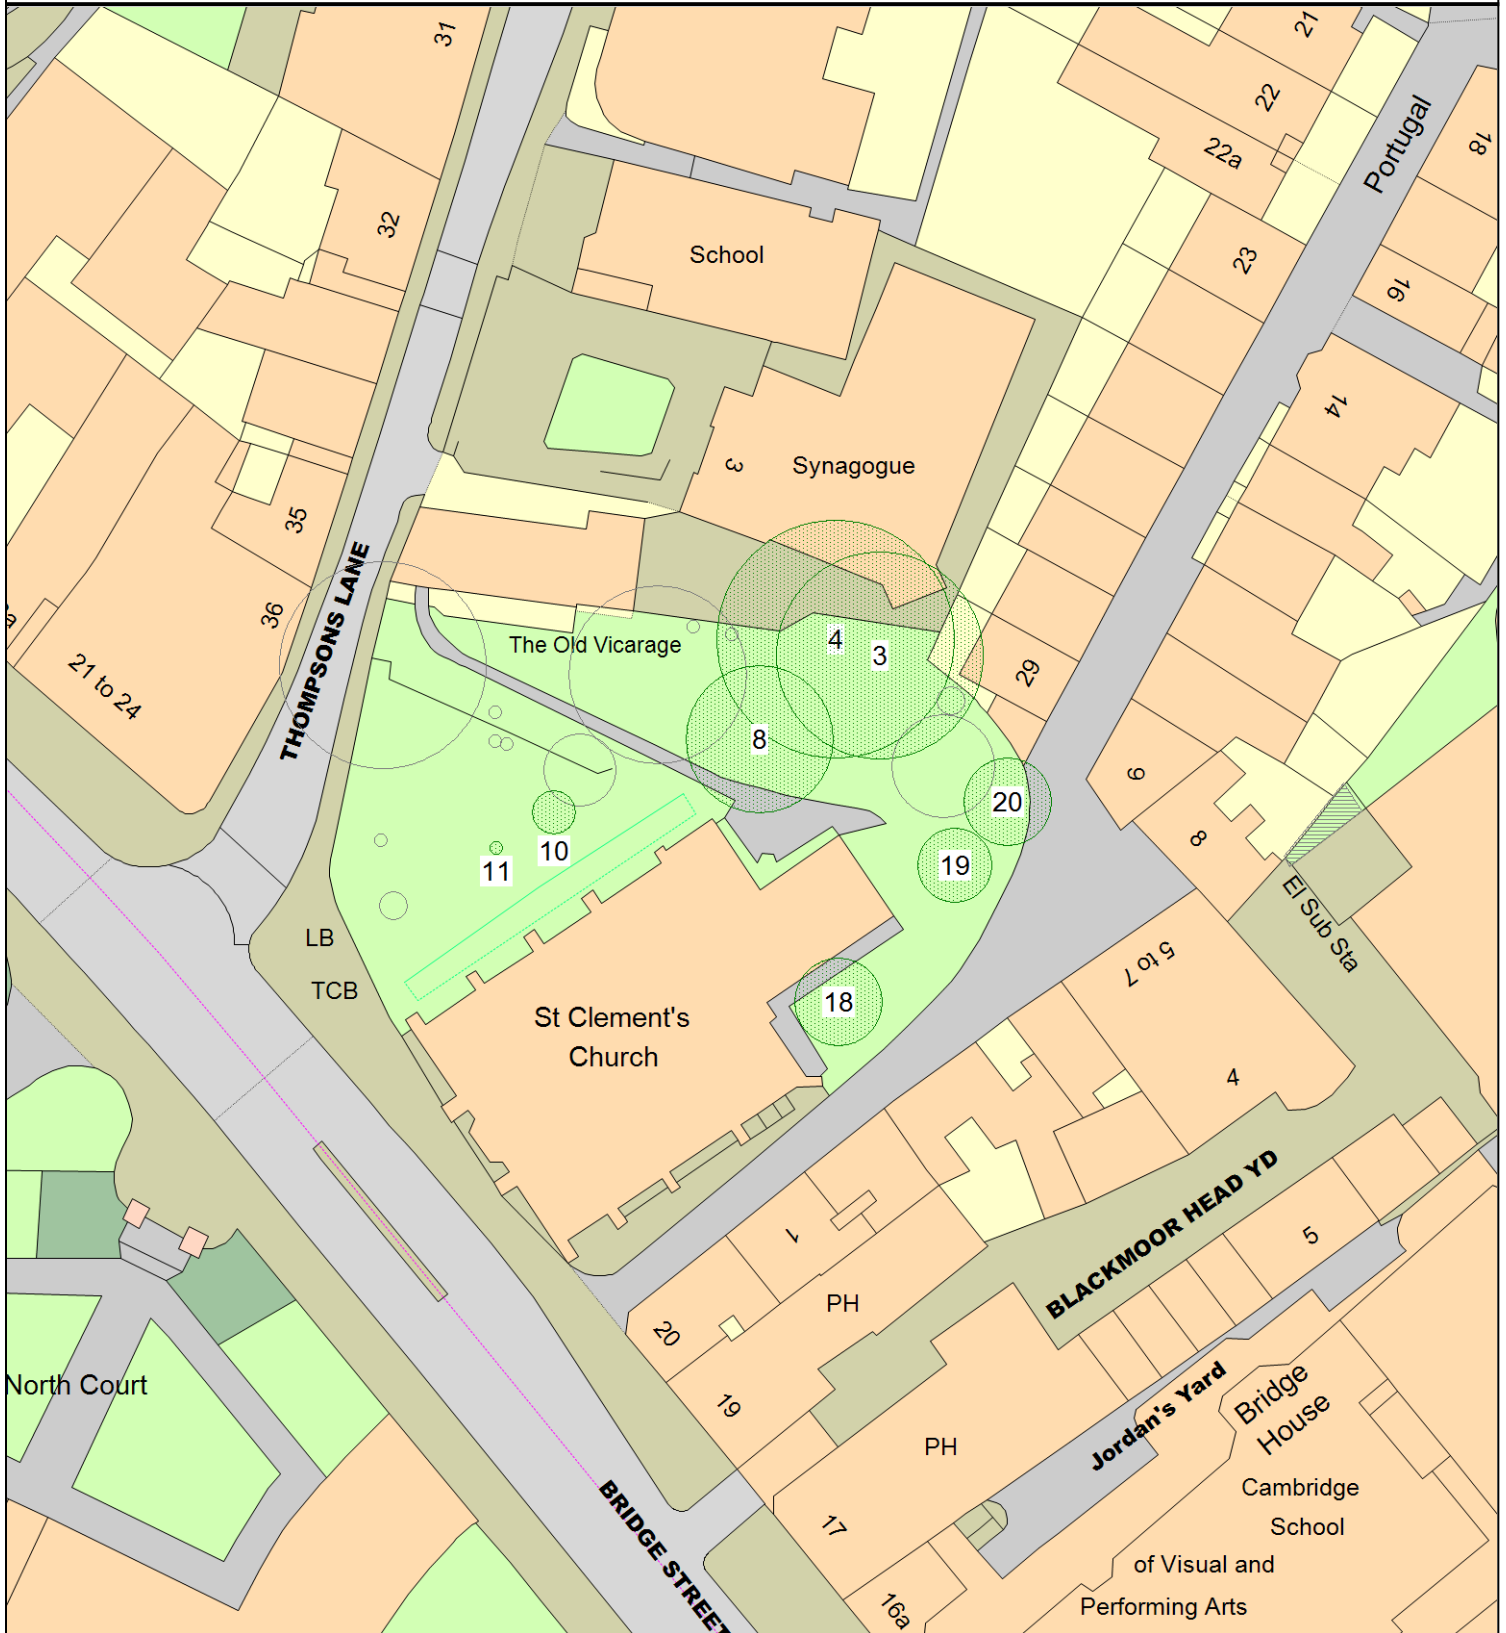 31
21
22
22a
Portugal
18
32
School
23
16
14
3
Synagogue
35
THOMPSONS LANE
36
21 to 24
The Old Vicarage
4
3
29
8
9
20
8
10
11
19
El Sub Sta
LB
TCB
18
5 to 7
St Clement's
Church
4
BLACKMOOR HEAD YD
1
5
PH
20
North Court
19
Jordan's Yard
Bridge
House
PH
Cambridge
School
of Visual and
Performing Arts
17
BRIDGE STREET
16a